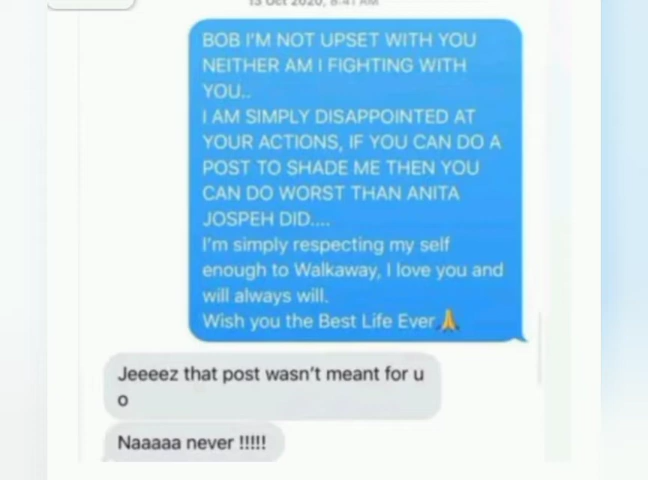 13 Oct 2020, 8:41 AM
BOB I'M NOT UPSET WITH YOU
NEITHER AM I FIGHTING WITH
YOU..
I AM SIMPLY DISAPPOINTED AT
YOUR ACTIONS, IF YOU CAN DO A
POST TO SHADE ME THEN YOU
CAN DO WORST THAN ANITA
JOSPEH DID....
I'm simply respecting my self
enough to Walkaway, I love you and
will always will.
Wish you the Best Life Ever🙏
Jeeeez that post wasn't meant for u
o
Naaaaa never !!!!!